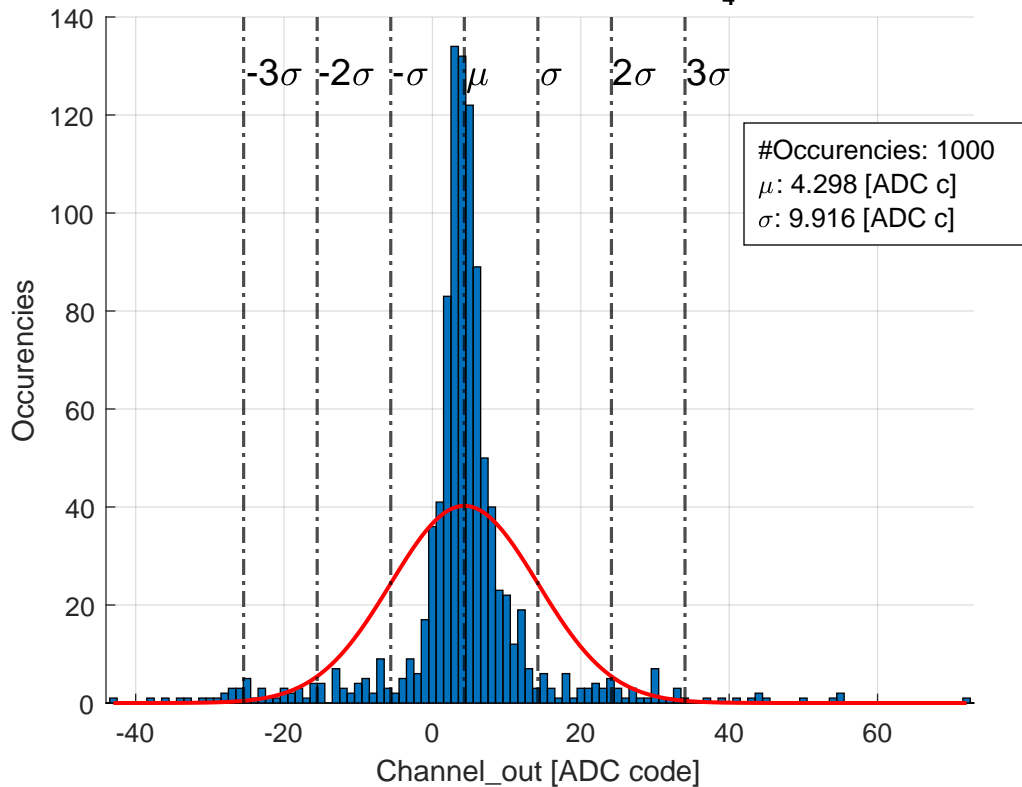 4
140
120
100
80
60
40
20
0
-3σ -2σ -σ μ σ 2σ 3σ
#Occurencies: 1000
μ: 4.298 [ADC c]
σ: 9.916 [ADC c]
Occurencies
-40 -20 0 20 40 60
Channel_out [ADC code]